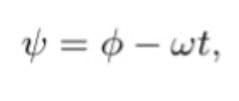 ψ = ϕ − ωt,